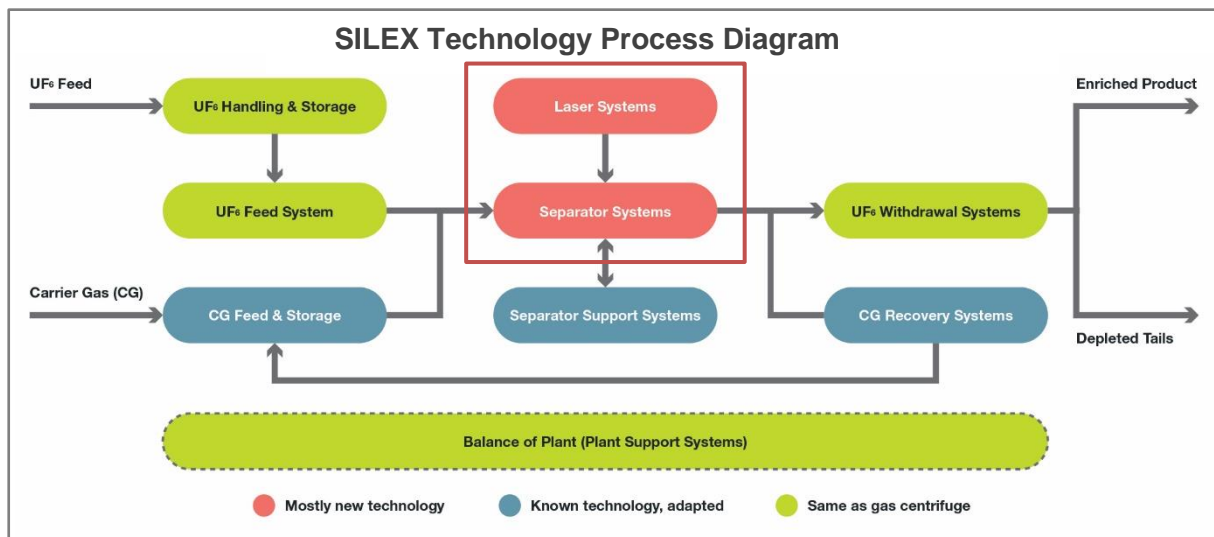 SILEX Technology Process Diagram
UF₆ Feed
UF₆ Handling & Storage
Laser Systems
Enriched Product
UF₆ Feed System
Separator Systems
UF₆ Withdrawal Systems
Carrier Gas (CG)
CG Feed & Storage
Separator Support Systems
CG Recovery Systems
Depleted Tails
Balance of Plant (Plant Support Systems)
Mostly new technology
Known technology, adapted
Same as gas centrifuge